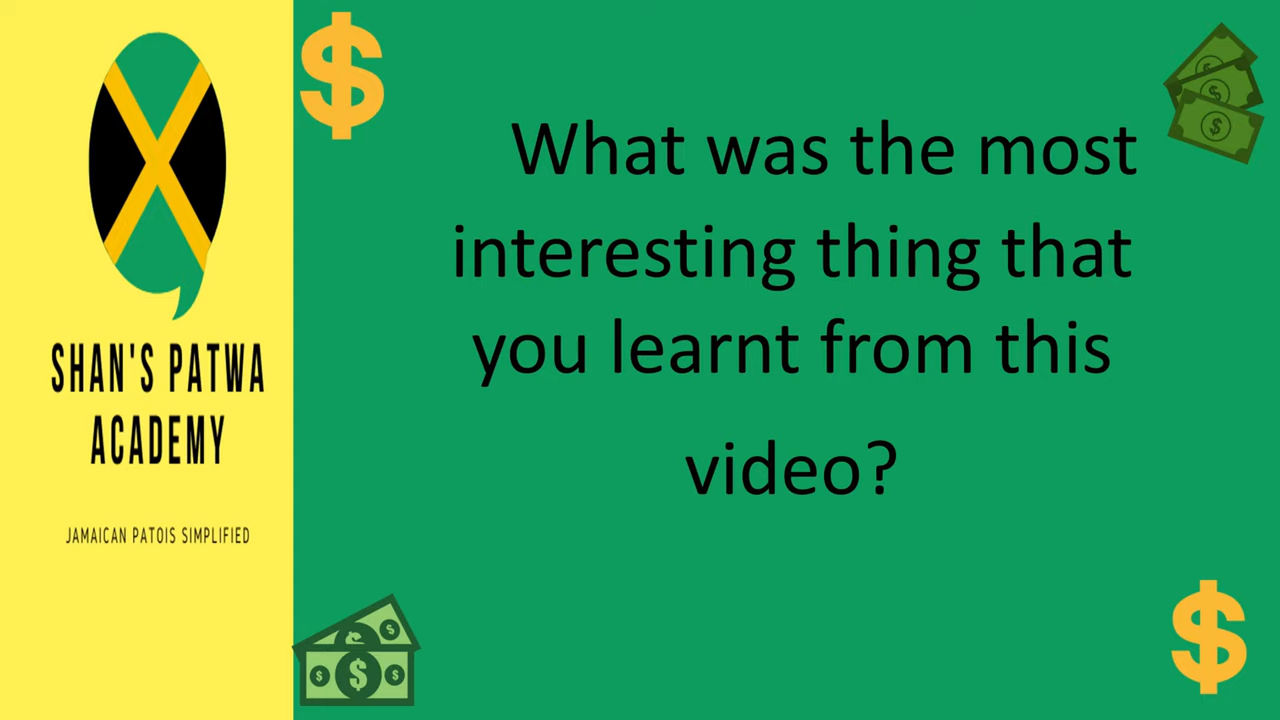 SHAN'S PATWA
ACADEMY
JAMAICAN PATOIS SIMPLIFIED
What was the most
interesting thing that
you learnt from this
video?